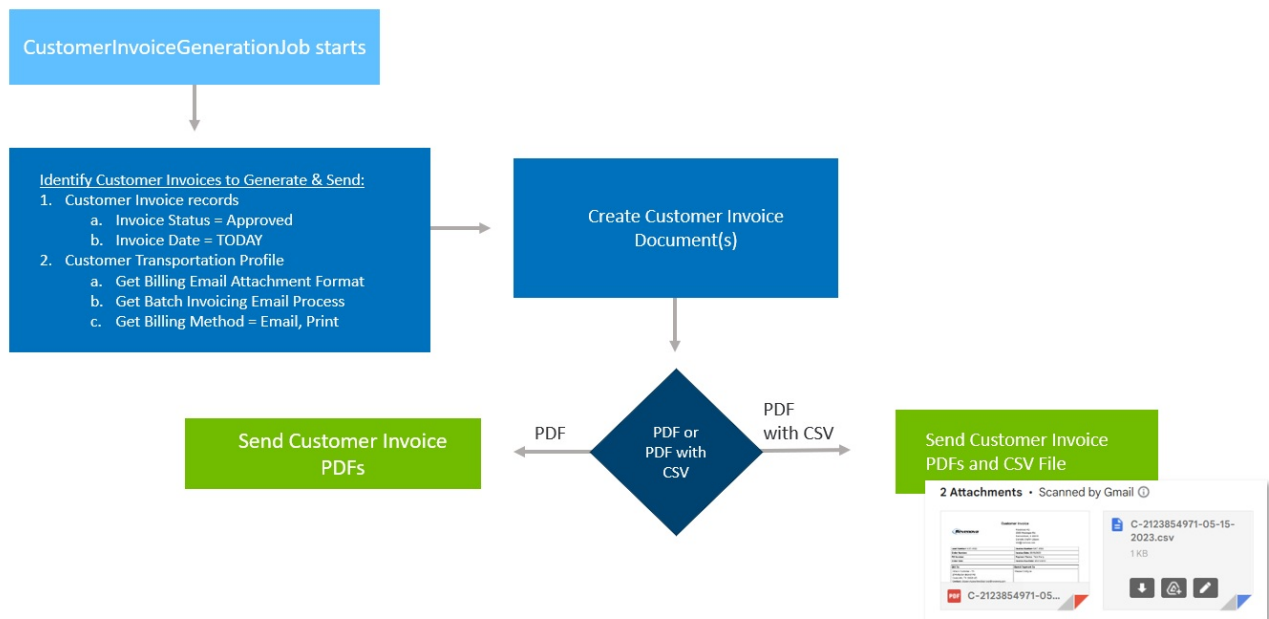 CustomerInvoiceGenerationJob starts
Identify Customer Invoices to Generate & Send:
1. Customer Invoice records
a. Invoice Status = Approved
b. Invoice Date = TODAY
2. Customer Transportation Profile
a. Get Billing Email Attachment Format
b. Get Batch Invoicing Email Process
c. Get Billing Method = Email, Print
Create Customer Invoice
Document(s)
PDF or
PDF with
CSV
PDF
Send Customer Invoice
PDFs
PDF
with CSV
Send Customer Invoice
PDFs and CSV File
2 Attachments • Scanned by Gmail
Customer Invoice
PDF C-2123854971-05...
C-2123854971-05-15-
2023.csv
1 KB